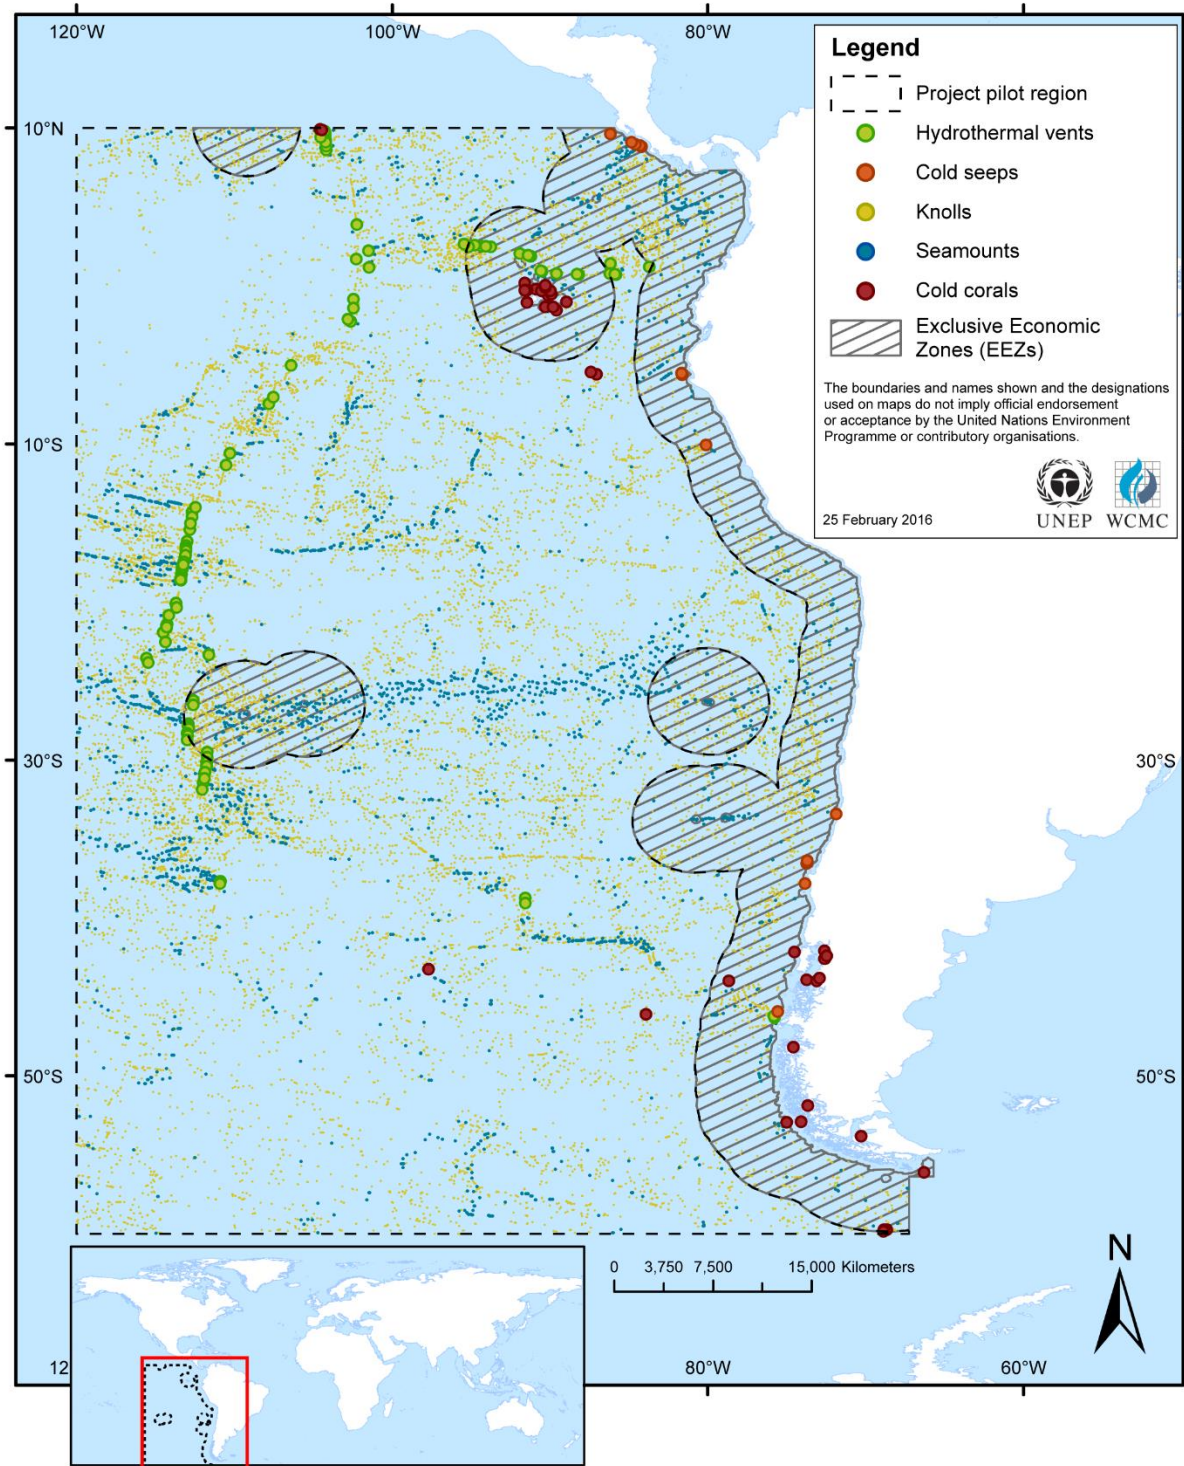 120°W
100°W
80°W
10°N
10°S
30°S
50°S
30°S
50°S
Legend
Project pilot region
Hydrothermal vents
Cold seeps
Knolls
Seamounts
Cold corals
Exclusive Economic
Zones (EEZs)
The boundaries and names shown and the designations
used on maps do not imply official endorsement
or acceptance by the United Nations Environment
Programme or contributory organisations.
25 February 2016
UNEP
WCMC
0 3,750 7,500 15,000 Kilometers
N
80°W
60°W